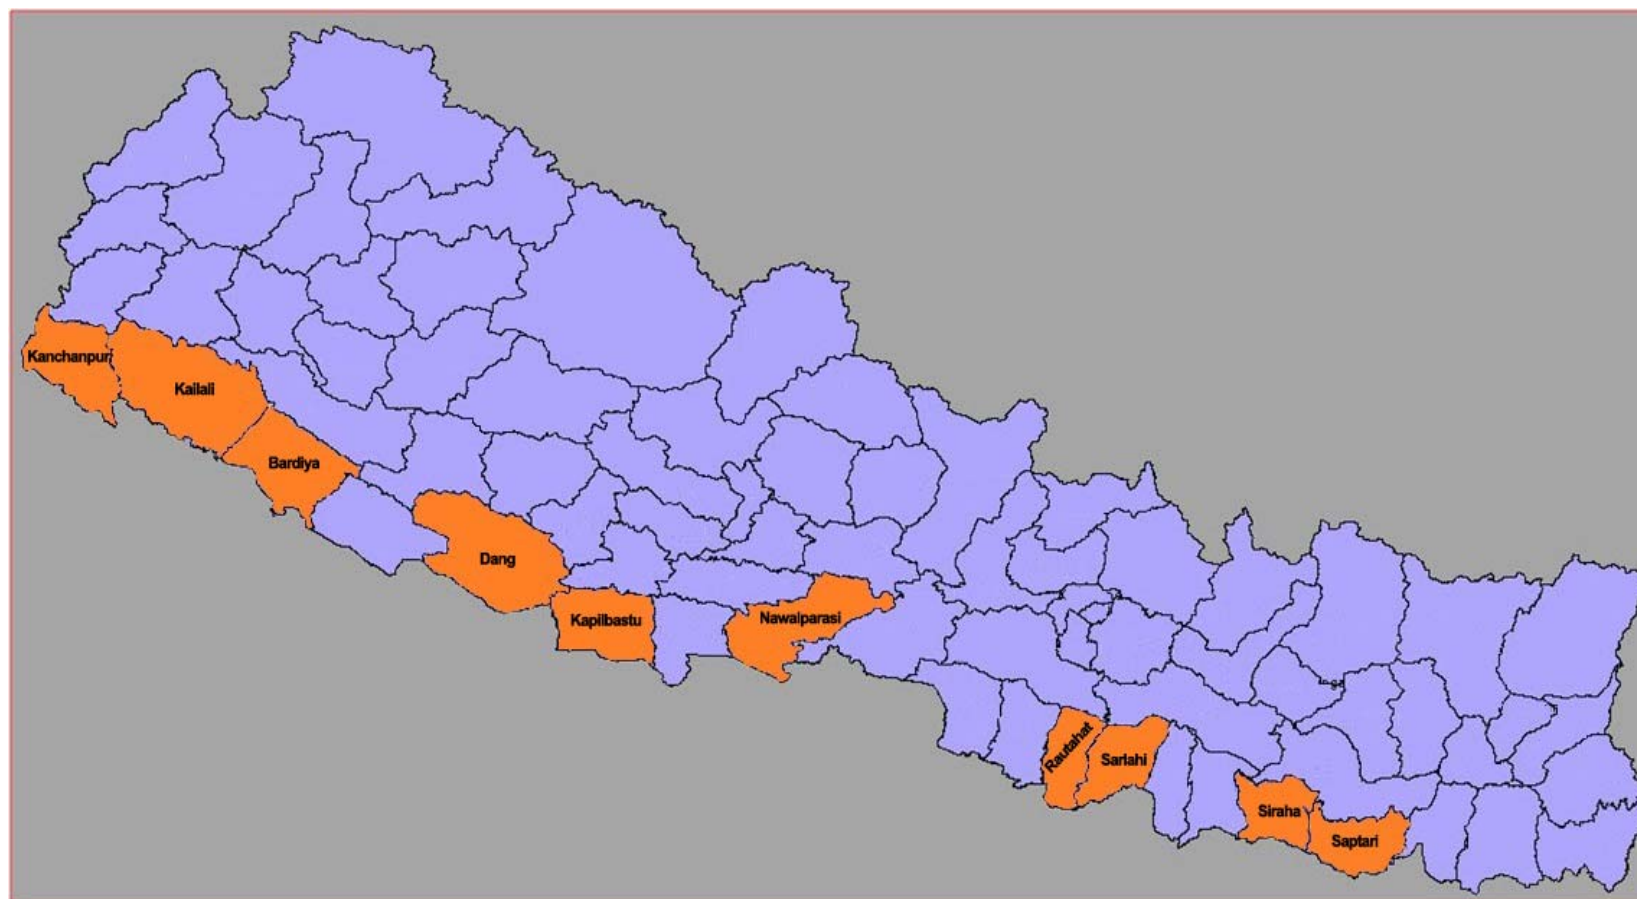 Kanchanpur
Kailali
Bardiya
Dang
Kapilbastu
Nawalparasi
Rautahat
Sarlahi
Siraha
Saptari